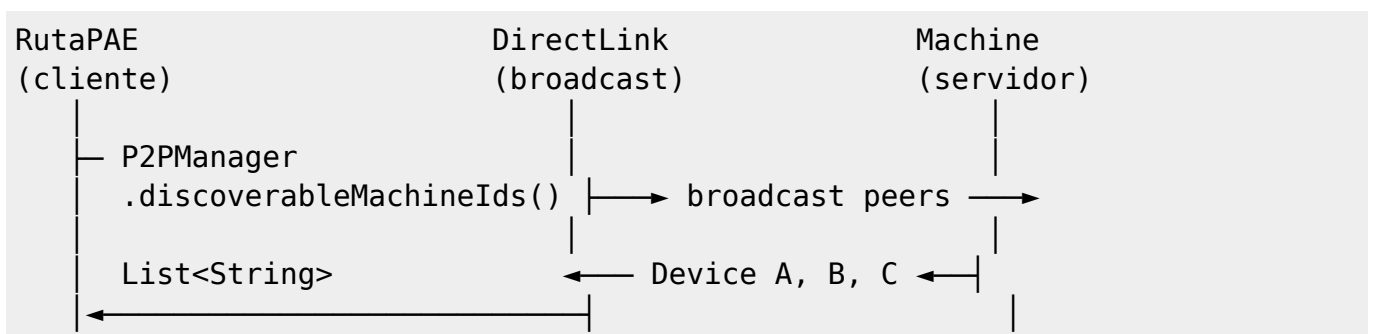 RutaPAE DirectLink Machine
(cliente) (broadcast) (servidor)
P2PManager
.discoverableMachineIds() broadcast peers
List<String> Device A, B, C